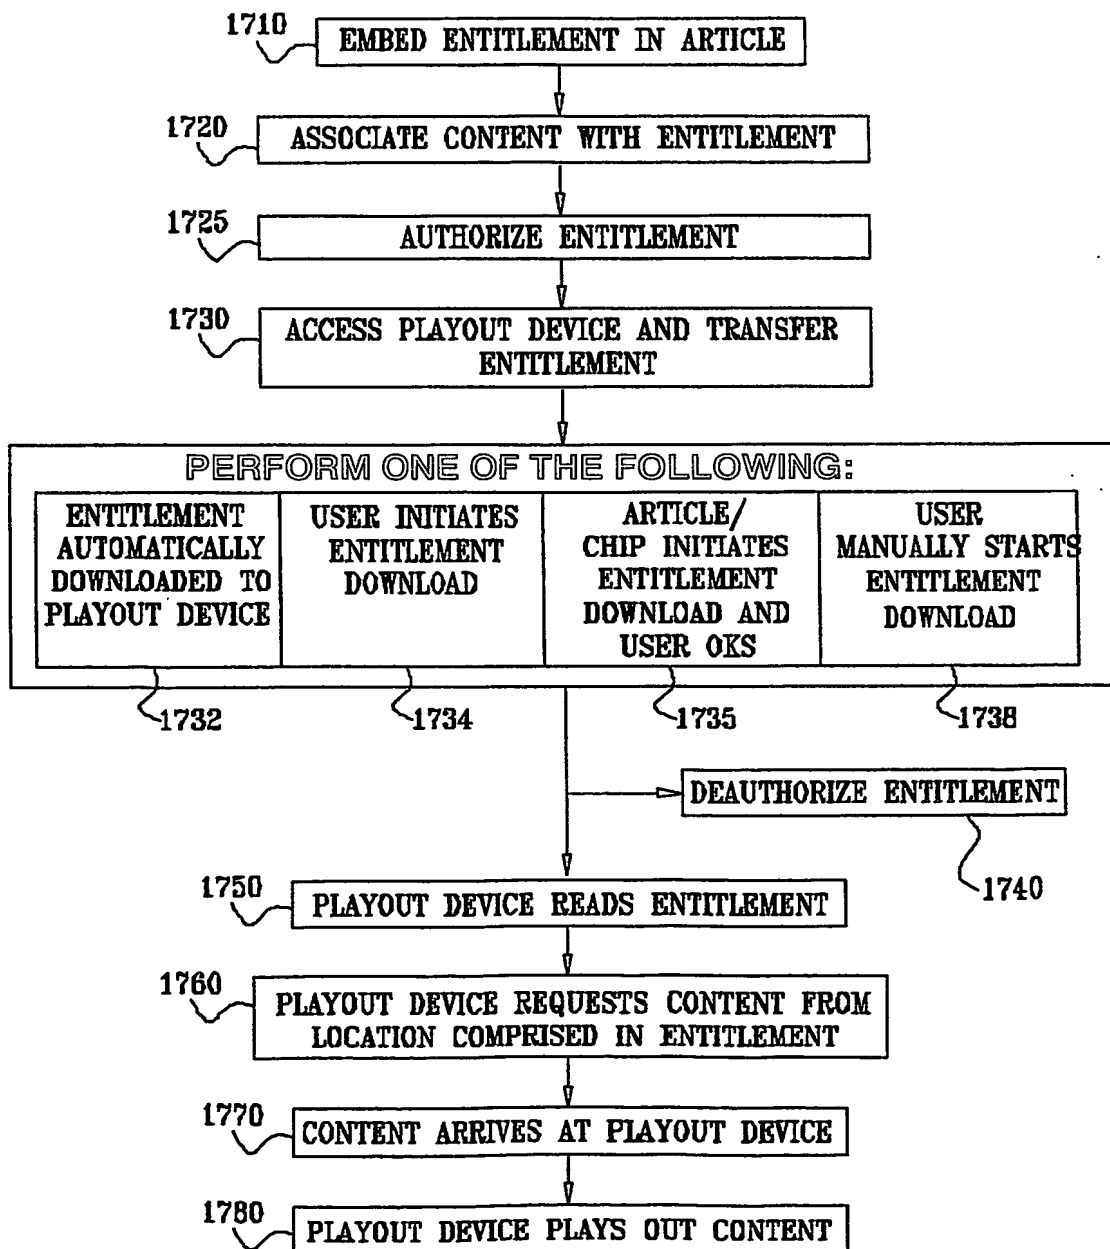 1710
EMBED ENTITLEMENT IN ARTICLE
1720
ASSOCIATE CONTENT WITH ENTITLEMENT
1725
AUTHORIZE ENTITLEMENT
1730
ACCESS PLAYOUT DEVICE AND TRANSFER
ENTITLEMENT
PERFORM ONE OF THE FOLLOWING:
ENTITLEMENT
AUTOMATICALLY
DOWNLOADED TO
PLAYOUT DEVICE
USER INITIATES
ENTITLEMENT
DOWNLOAD
ARTICLE/
CHIP INITIATES
ENTITLEMENT
DOWNLOAD AND
USER OKS
USER
MANUALLY STARTS
ENTITLEMENT
DOWNLOAD
1732
1734
1735
1738
DEAUTHORIZE ENTITLEMENT
1740
1750
PLAYOUT DEVICE READS ENTITLEMENT
1760
PLAYOUT DEVICE REQUESTS CONTENT FROM
LOCATION COMPRISED IN ENTITLEMENT
1770
CONTENT ARRIVES AT PLAYOUT DEVICE
1780
PLAYOUT DEVICE PLAYS OUT CONTENT